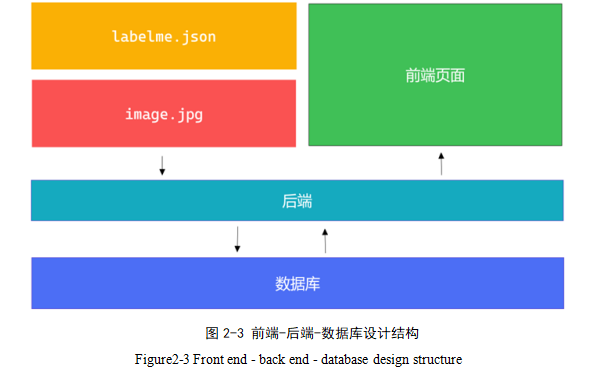 labelme.json
前端页面
image.jpg
后端
数据库
图 2-3 前端-后端-数据库设计结构
Figure2-3 Front end - back end - database design structure